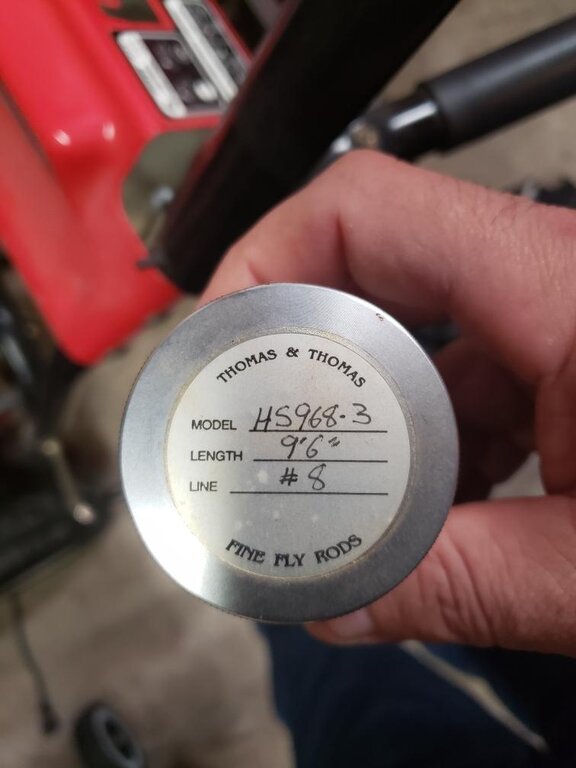 THOMAS & THOMAS
MODEL HS968-3
LENGTH 9'6"
LINE #8
FINE FLY RODS